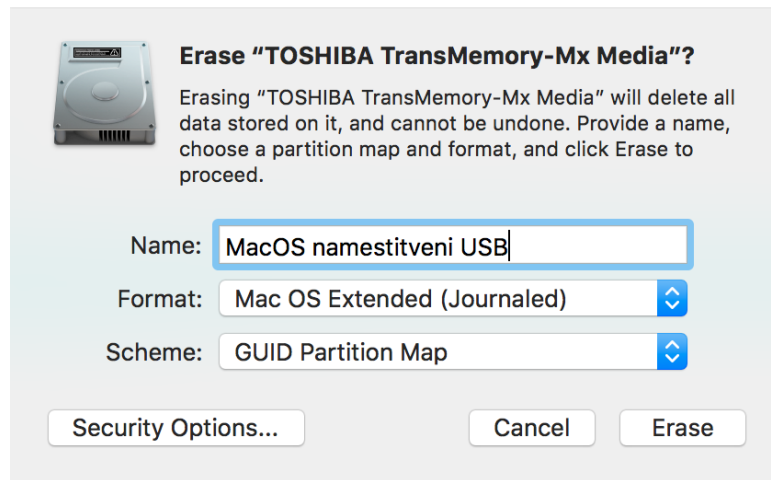 Erase “TOSHIBA TransMemory-Mx Media”?
Erasing “TOSHIBA TransMemory-Mx Media” will delete all
data stored on it, and cannot be undone. Provide a name,
choose a partition map and format, and click Erase to
proceed.
Name: MacOS namestitveni USB
Format: Mac OS Extended (Journaled)
Scheme: GUID Partition Map
Security Options... Cancel Erase